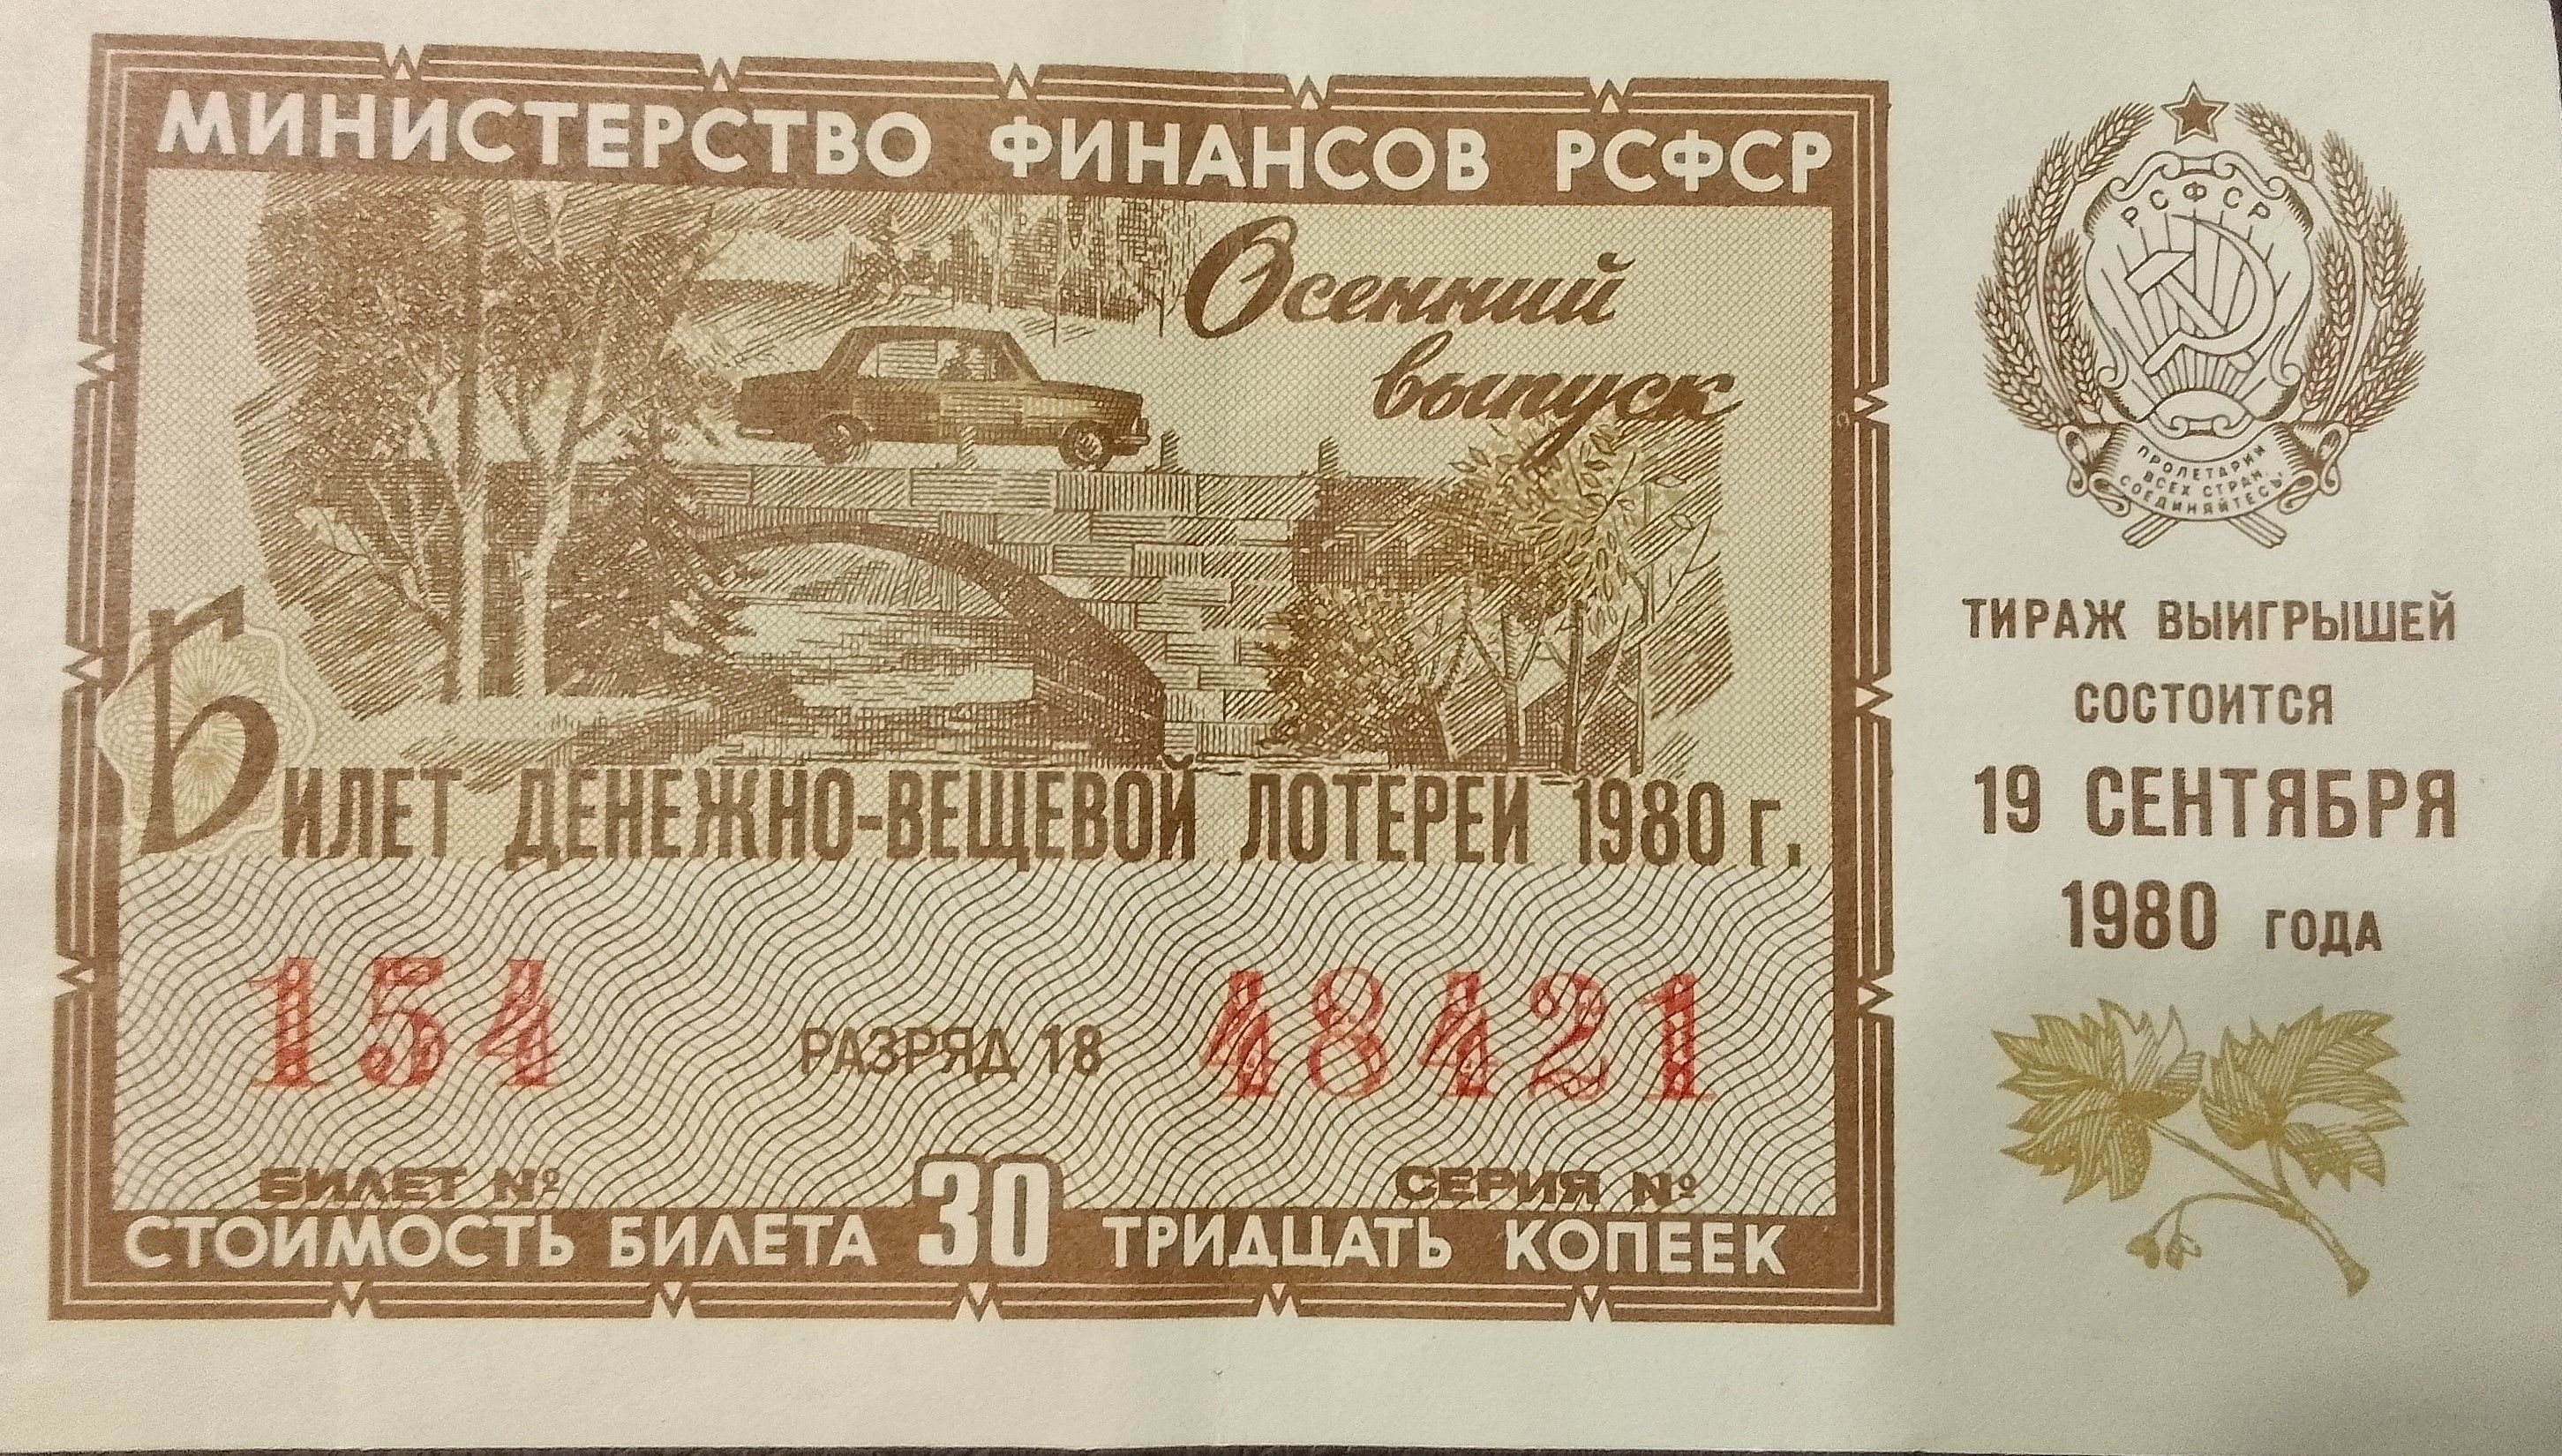 МИНИСТЕРСТВО ФИНАНСОВ РСФСР
Осенний
выпуск
БИЛЕТ ДЕНЕЖНО-ВЕЩЕВОЙ ЛОТЕРЕИ 1980 г.
154 РАЗРЯД 18 48421
БИЛЕТ № СЕРИЯ №
СТОИМОСТЬ БИЛЕТА 30 ТРИДЦАТЬ КОПЕЕК
РСФСР
ПРОЛЕТАРИИ
ВСЕХ СТРАН,
СОЕДИНЯЙТЕСЬ!
ТИРАЖ ВЫИГРЫШЕЙ
СОСТОИТСЯ
19 СЕНТЯБРЯ
1980 ГОДА